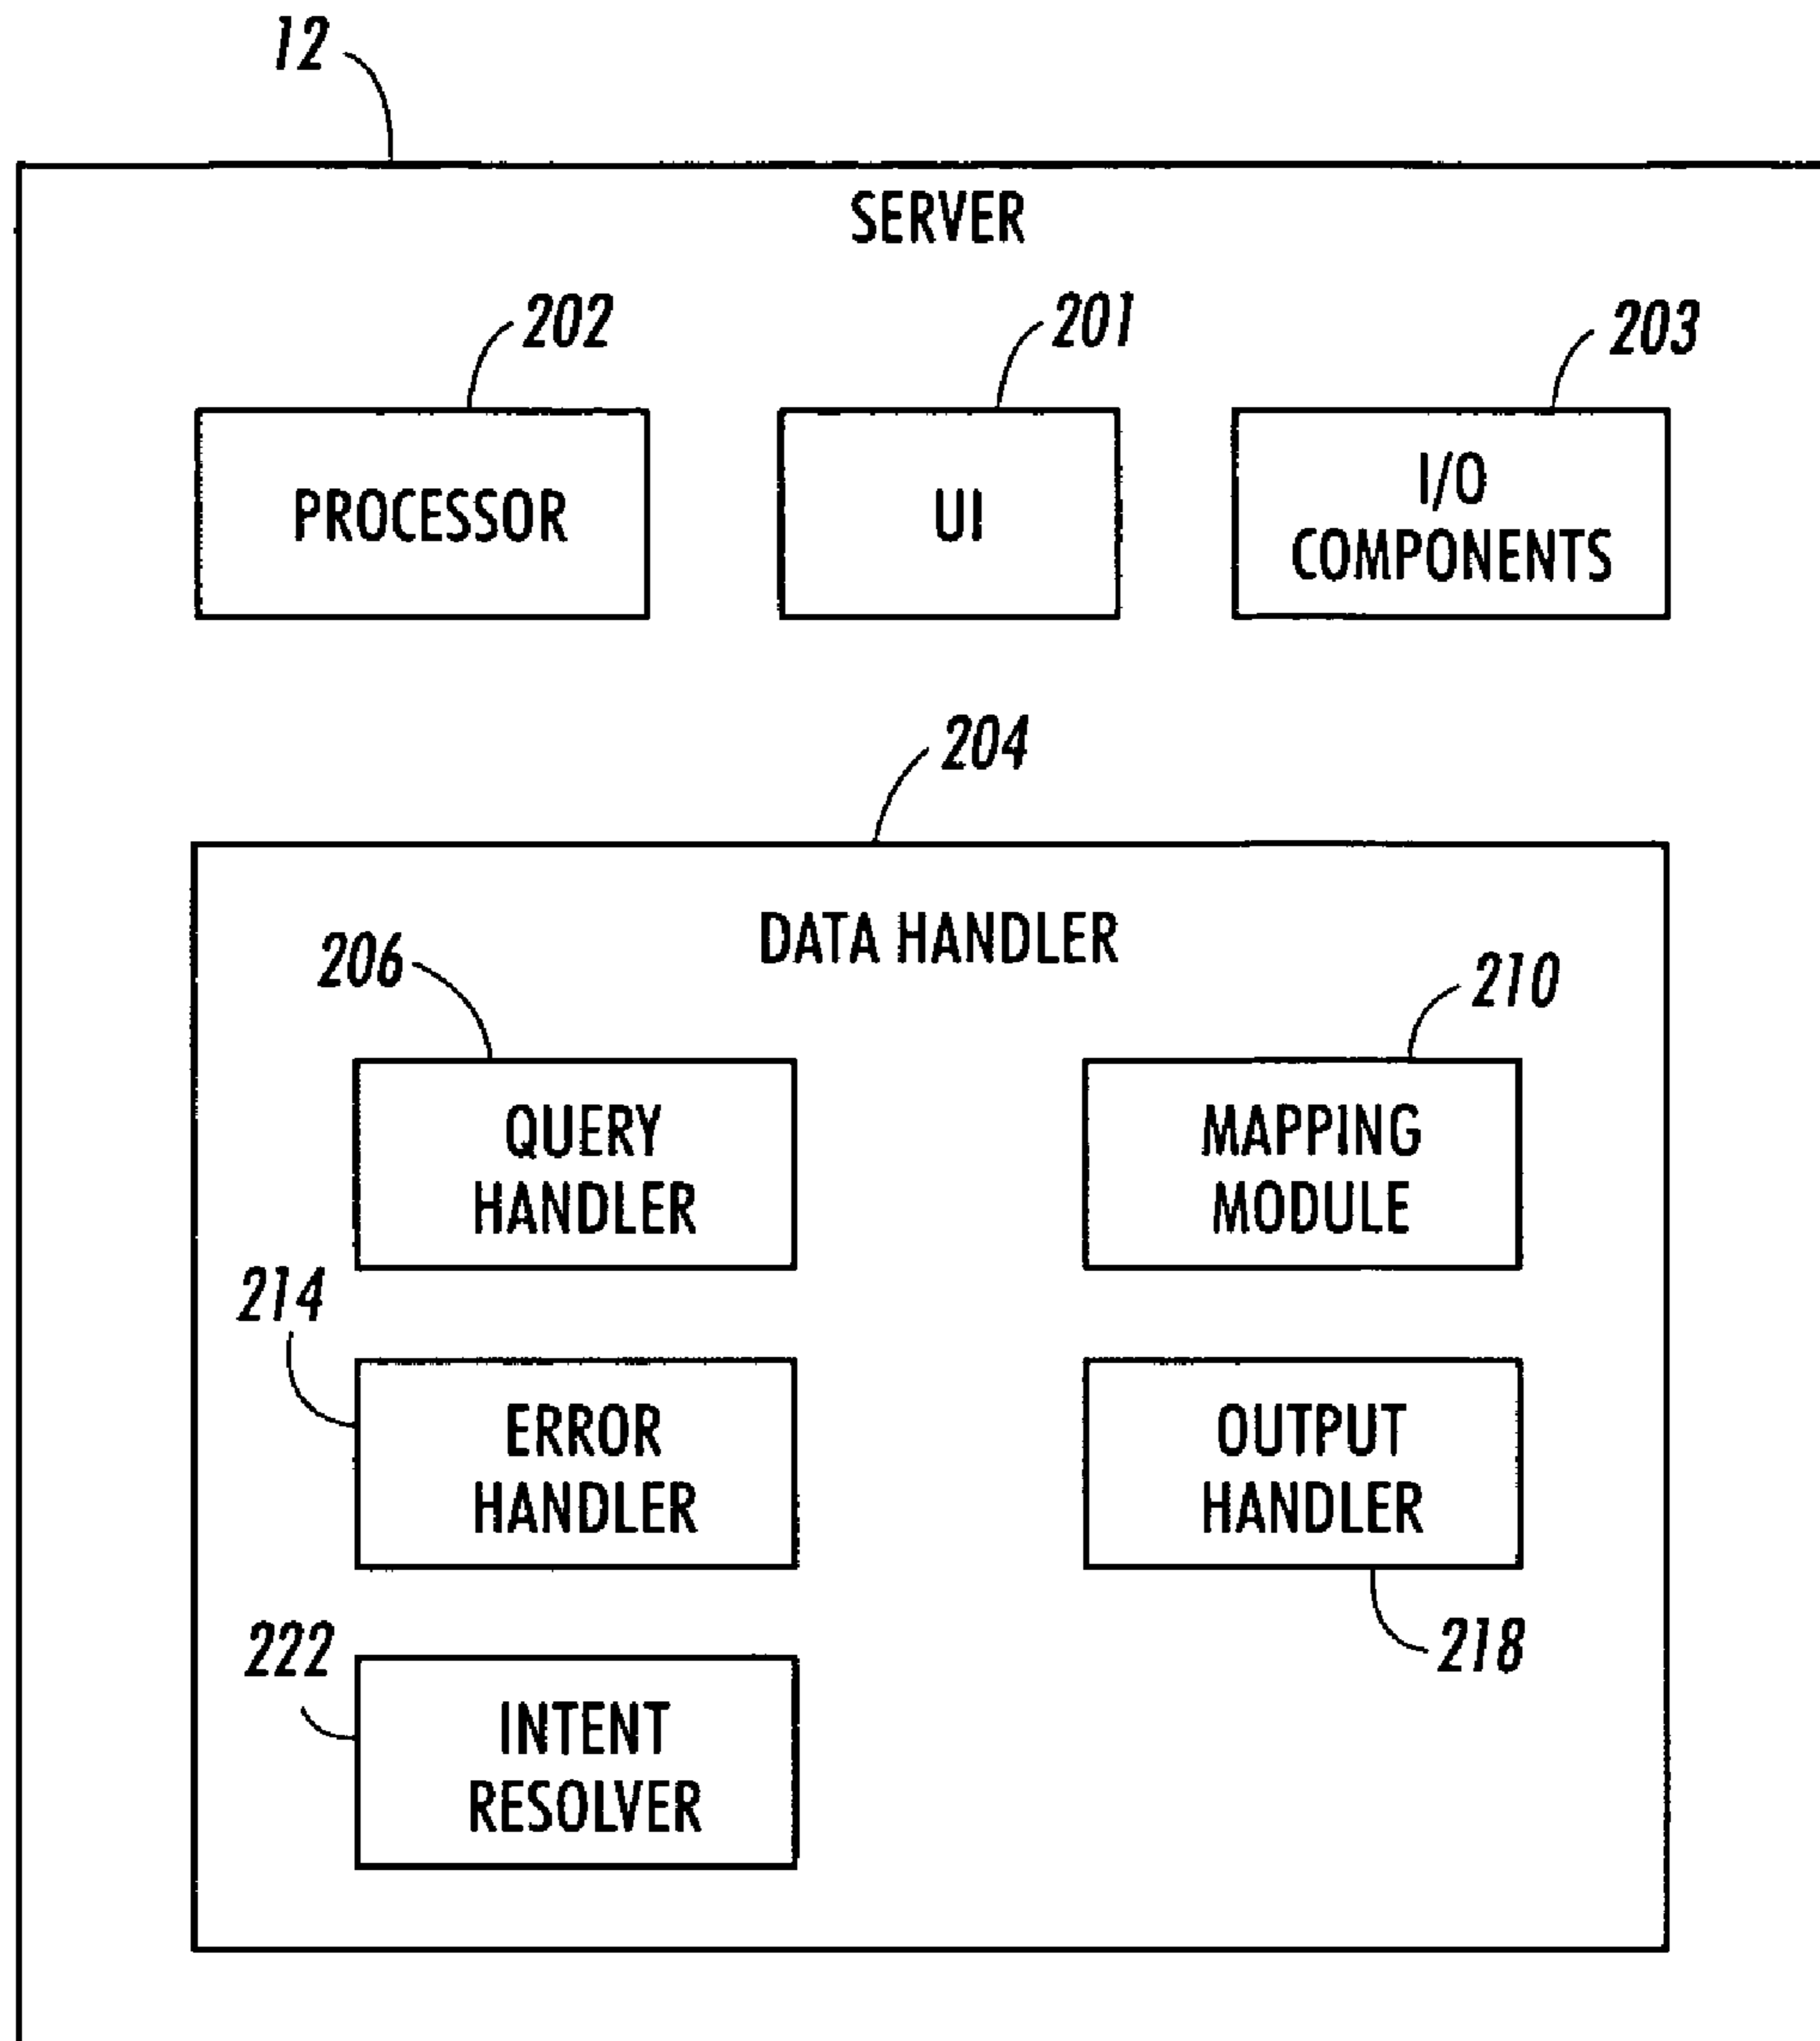 12
SERVER
202
201
203
PROCESSOR
UI
I/O
COMPONENTS
204
DATA HANDLER
206
210
QUERY
HANDLER
MAPPING
MODULE
214
ERROR
HANDLER
OUTPUT
HANDLER
222
218
INTENT
RESOLVER